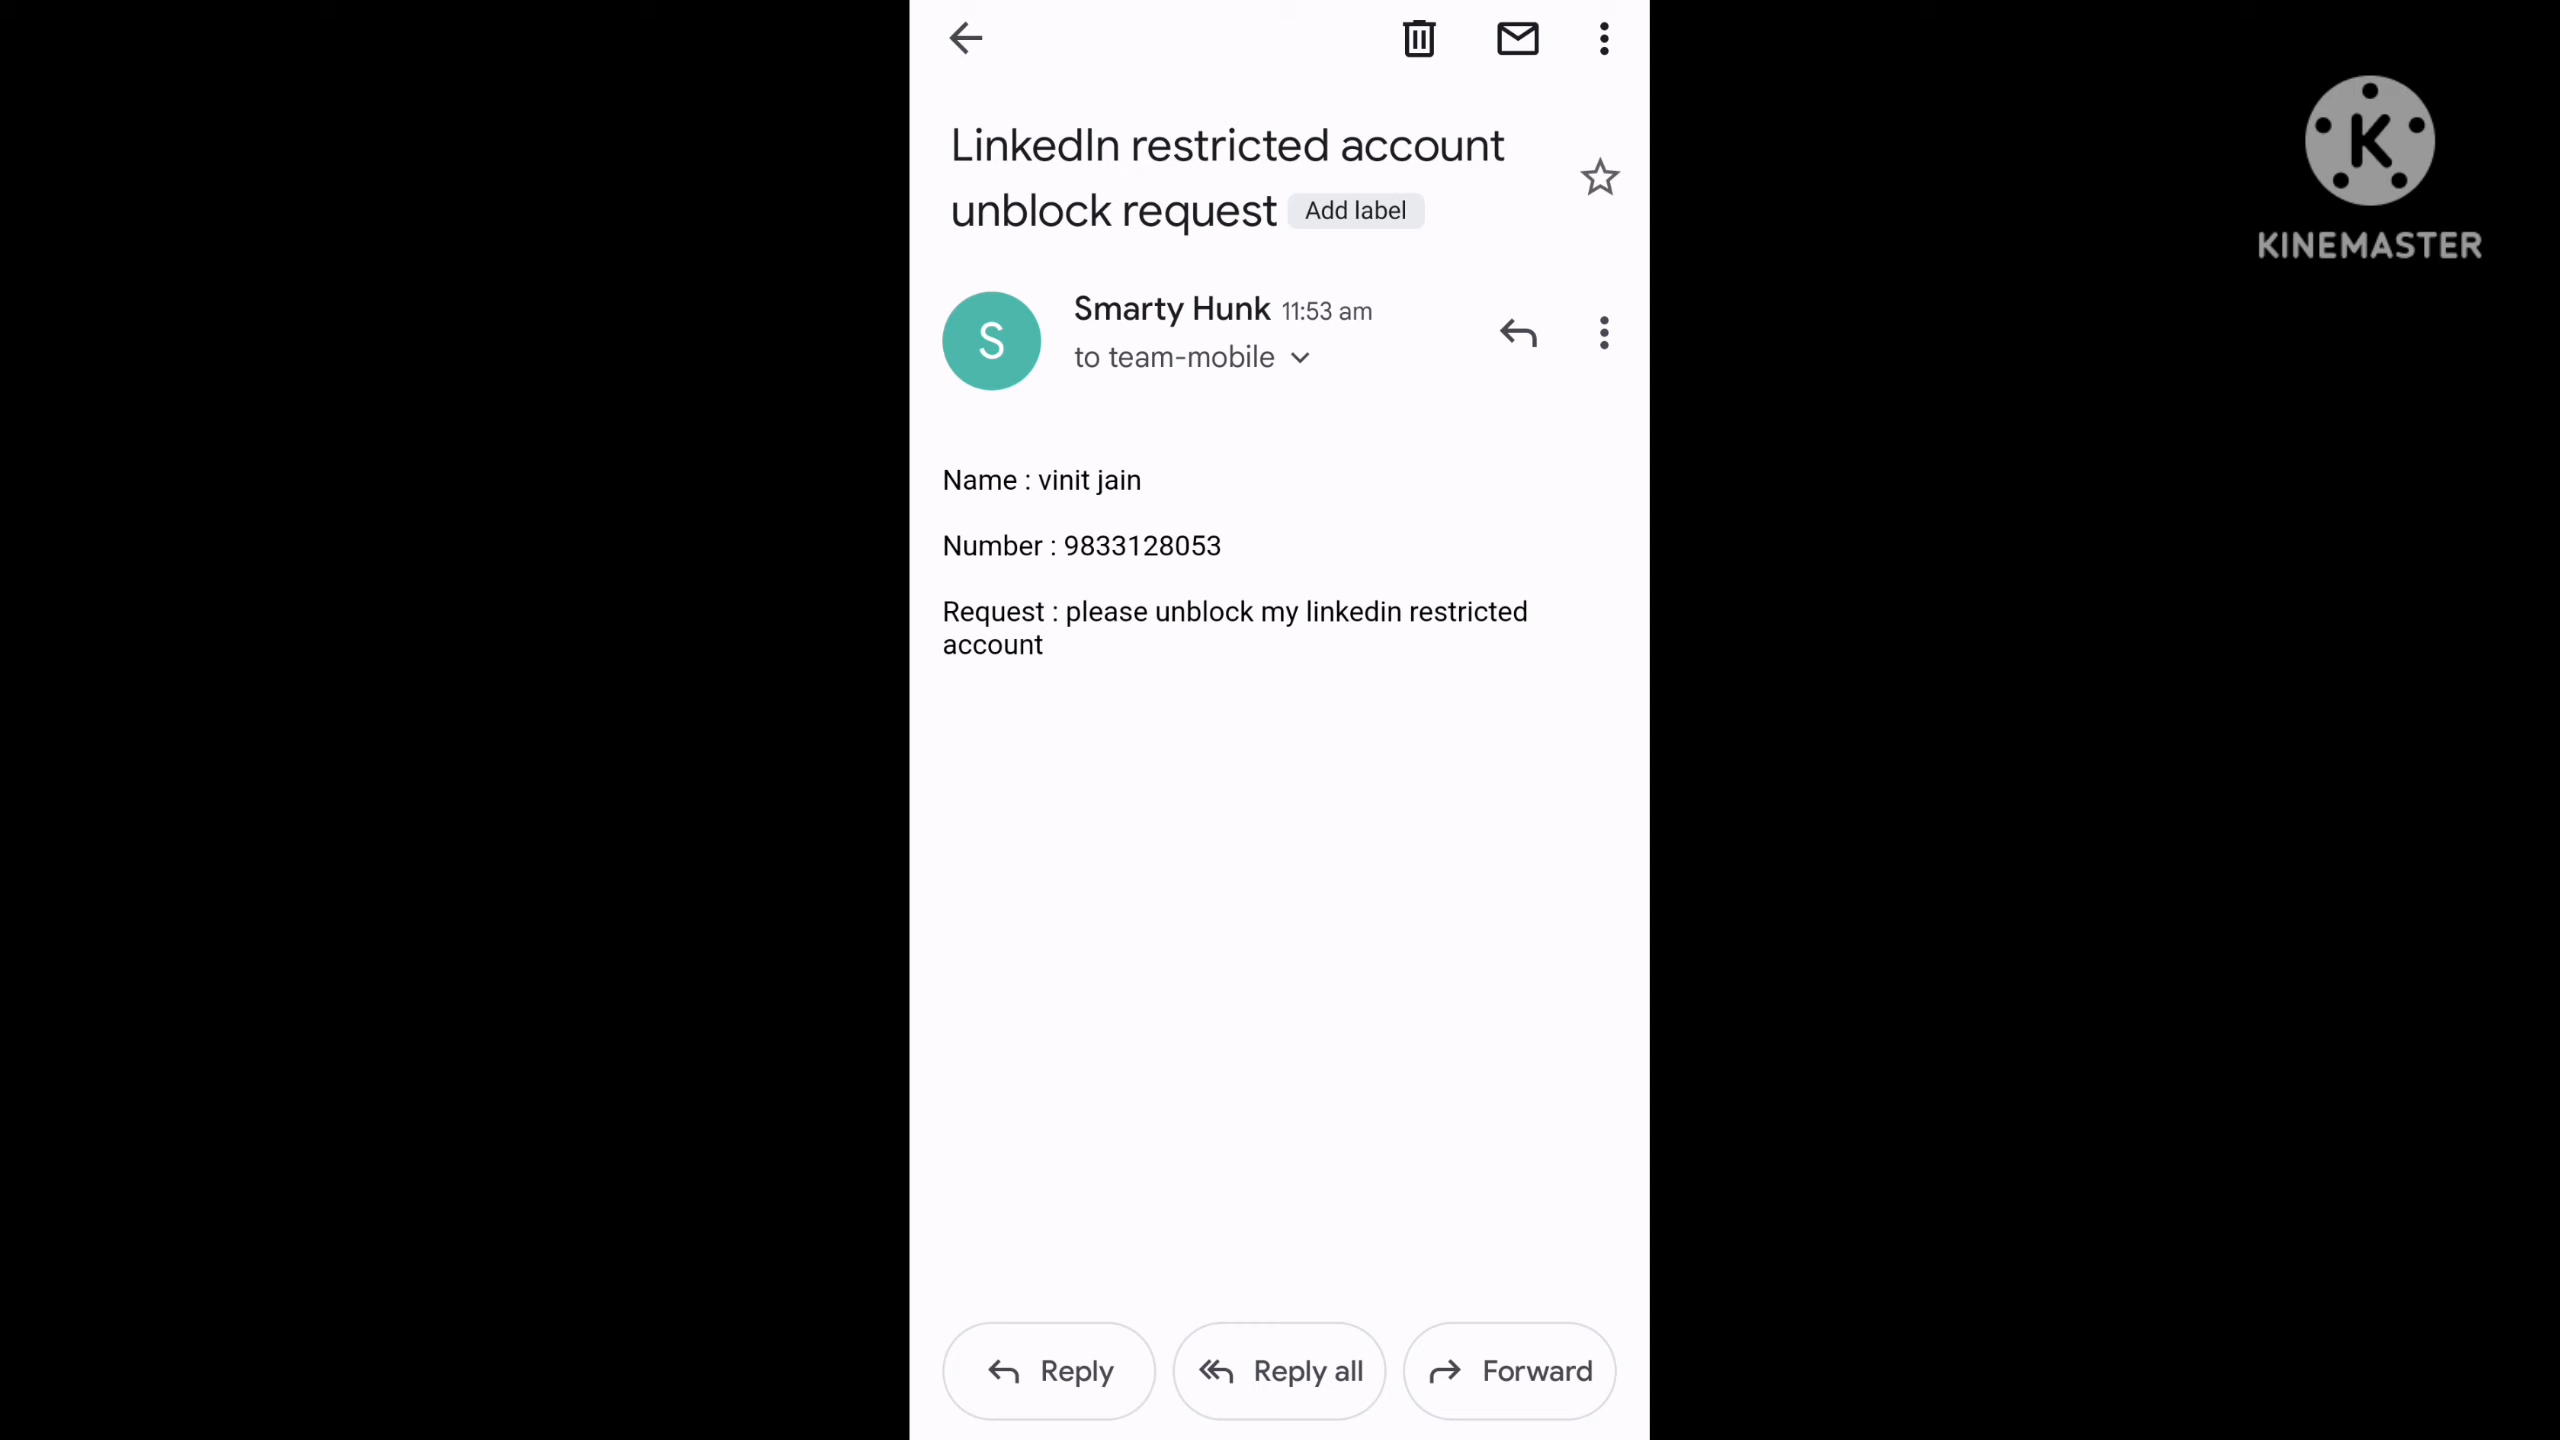 LinkedIn restricted account
unblock request Add label
K
KINEMASTER
S
Smarty Hunk 11:53 am
to team-mobile
Name : vinit jain
Number : 9833128053
Request : please unblock my linkedin restricted
account
Reply
Reply all
Forward